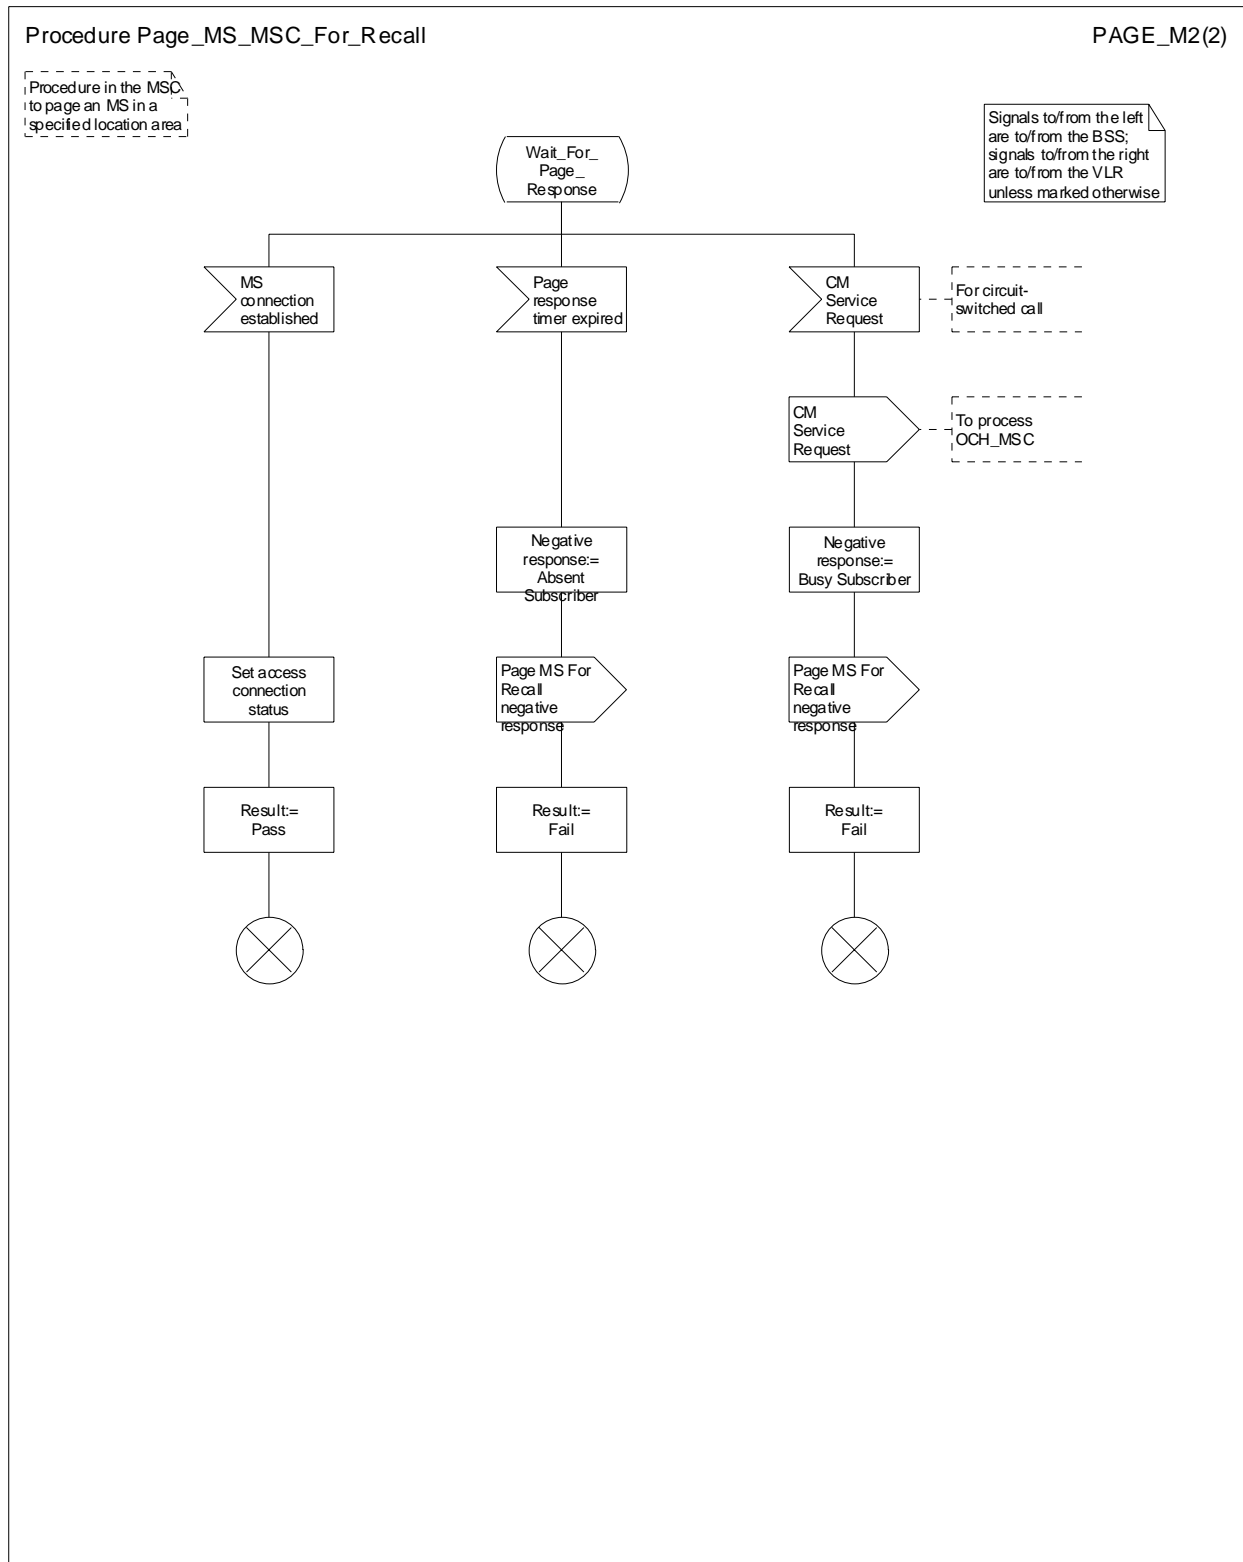 Procedure Page_MS_MSC_For_Recall
PAGE_M2(2)
Procedure in the MSC
to page an MS in a
specified location area
Signals to/from the left
are to/from the BSS;
signals to/from the right
are to/from the VLR
unless marked otherwise
Wait_For_
Page_
Response
MS
connection
established
Page
response
timer expired
CM
Service
Request
For circuit-
switched call
CM
Service
Request
To process
OCH_MSC
Negative
response:=
Absent
Subscriber
Negative
response:=
Busy Subscriber
Set access
connection
status
Page MS For
Recall
negative
response
Page MS For
Recall
negative
response
Result:=
Pass
Result:=
Fail
Result:=
Fail